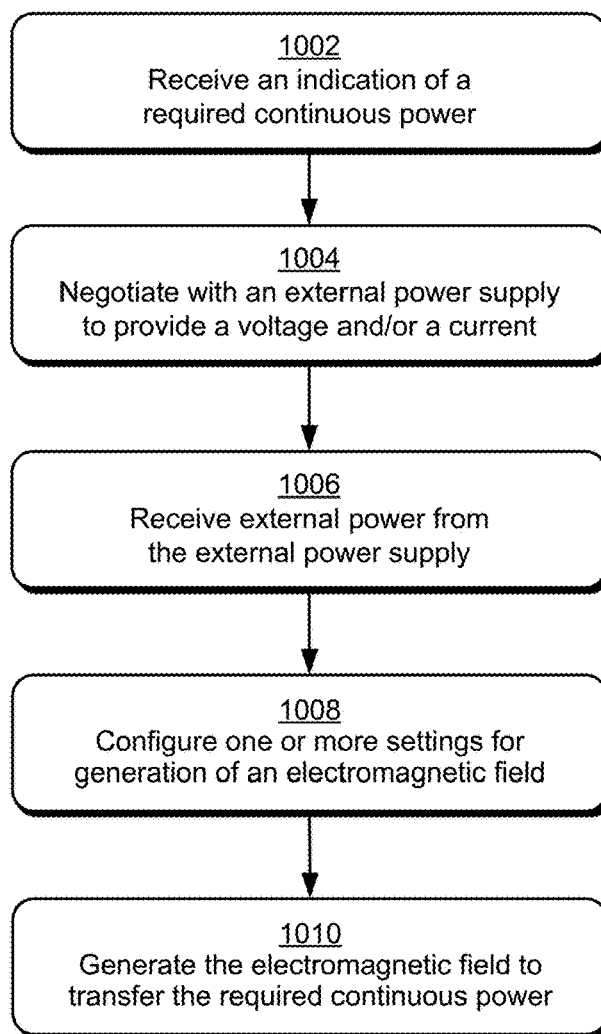 1002
Receive an indication of a
required continuous power
1004
Negotiate with an external power supply
to provide a voltage and/or a current
1006
Receive external power from
the external power supply
1008
Configure one or more settings for
generation of an electromagnetic field
1010
Generate the electromagnetic field to
transfer the required continuous power